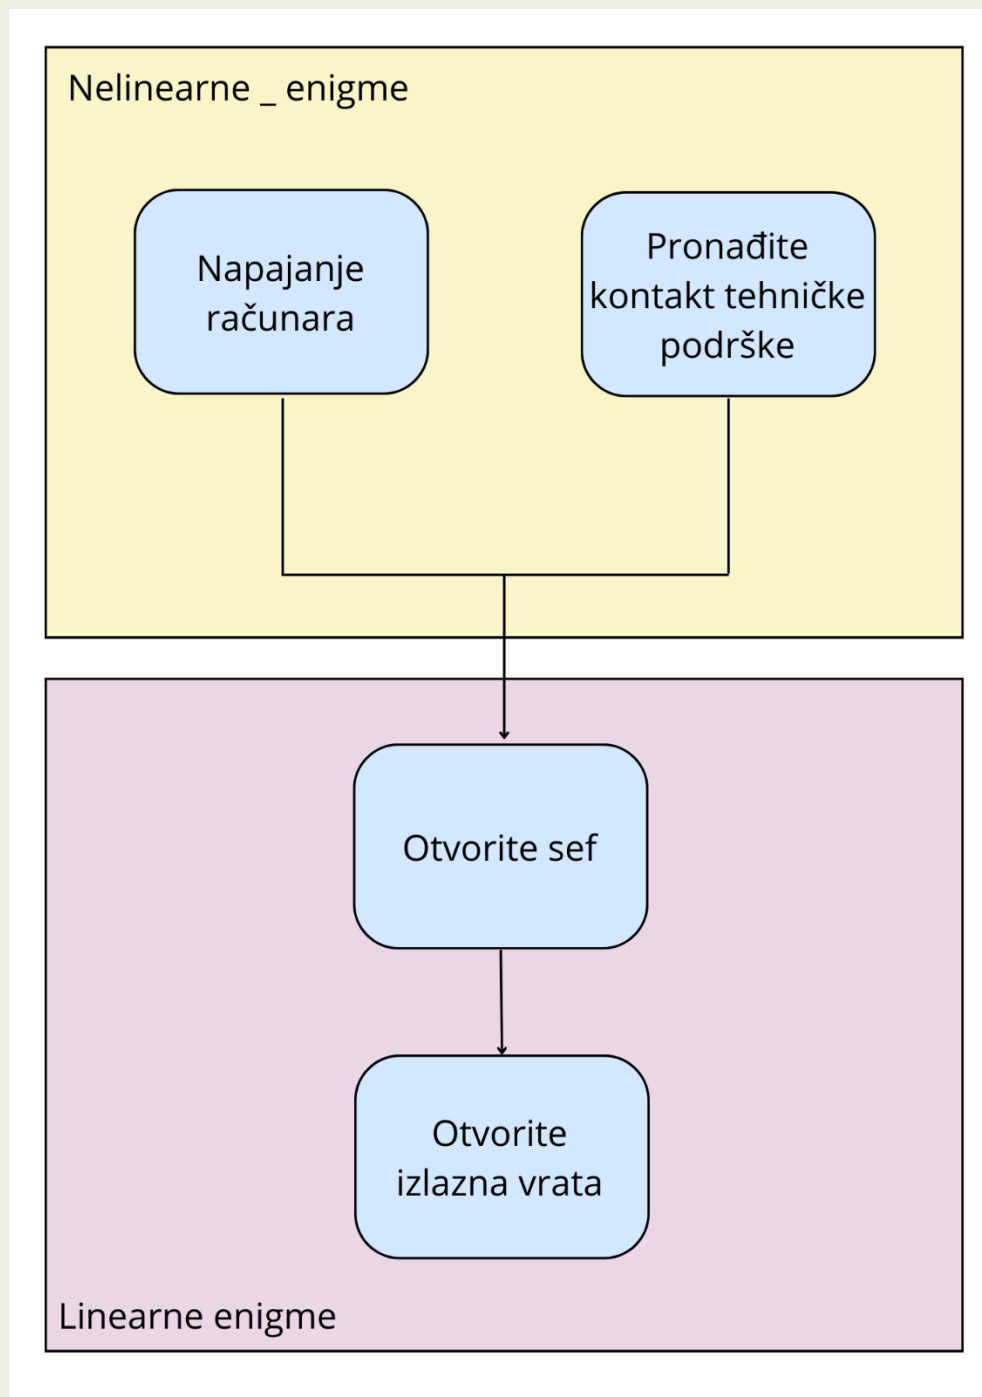 Nelinearne _ enigme
Napajanje
računara
Pronađite
kontakt tehničke
podrške
Otvorite sef
Otvorite
izlazna vrata
Linearne enigme